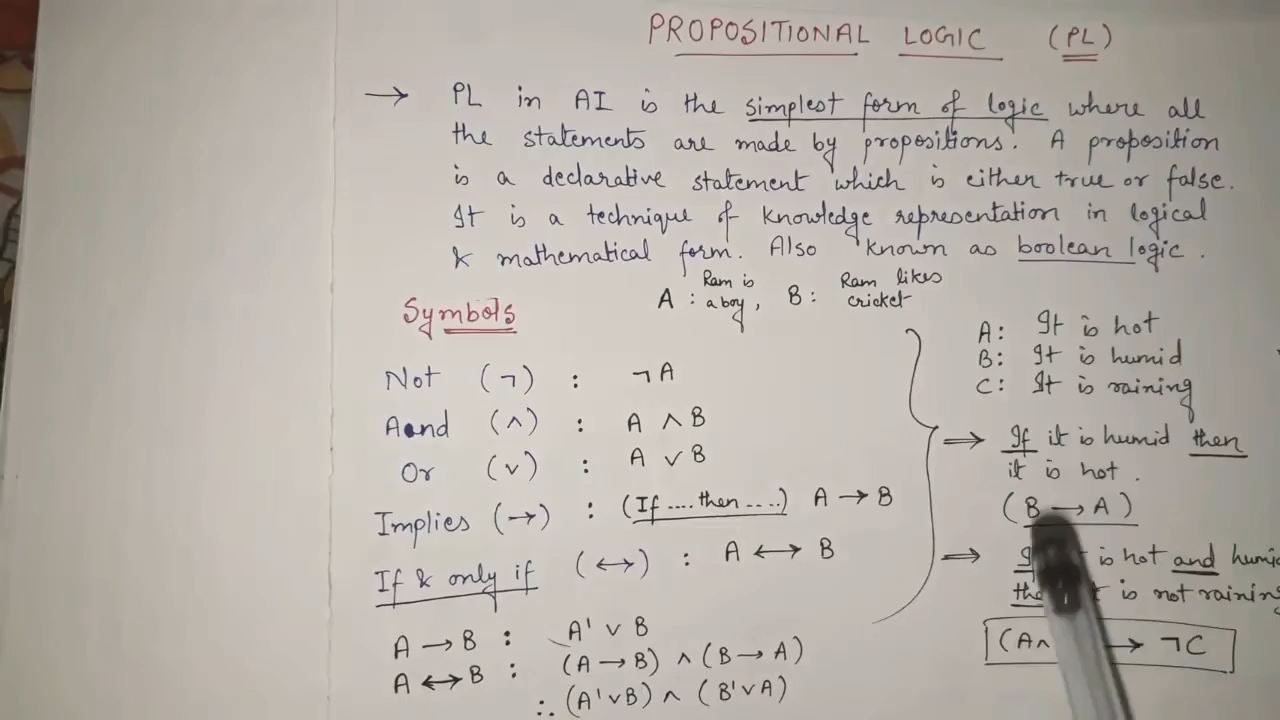 PROPOSITIONAL LOGIC (PL)
→ PL in AI is the simplest form of logic where all
the statements are made by propositions. A proposition
is a declarative statement which is either true or false.
It is a technique of knowledge representation in logical
& mathematical form. Also known as boolean logic.
A : Ram is a boy, B : Ram likes cricket
Symbols
Not (¬) : ¬A
And (∧) : A ∧ B
Or (∨) : A ∨ B
Implies (→) : (If ....then ....) A → B
If & only if (↔) : A ↔ B
A → B : A' ∨ B
A ↔ B : (A → B) ∧ (B → A)
∴ (A' ∨ B) ∧ (B' ∨ A)
A: It is hot
B: It is humid
C: It is raining
⇒ If it is humid then
it is hot.
(B → A)
⇒ is hot and humid
is not raining
(A ∧ → ¬C